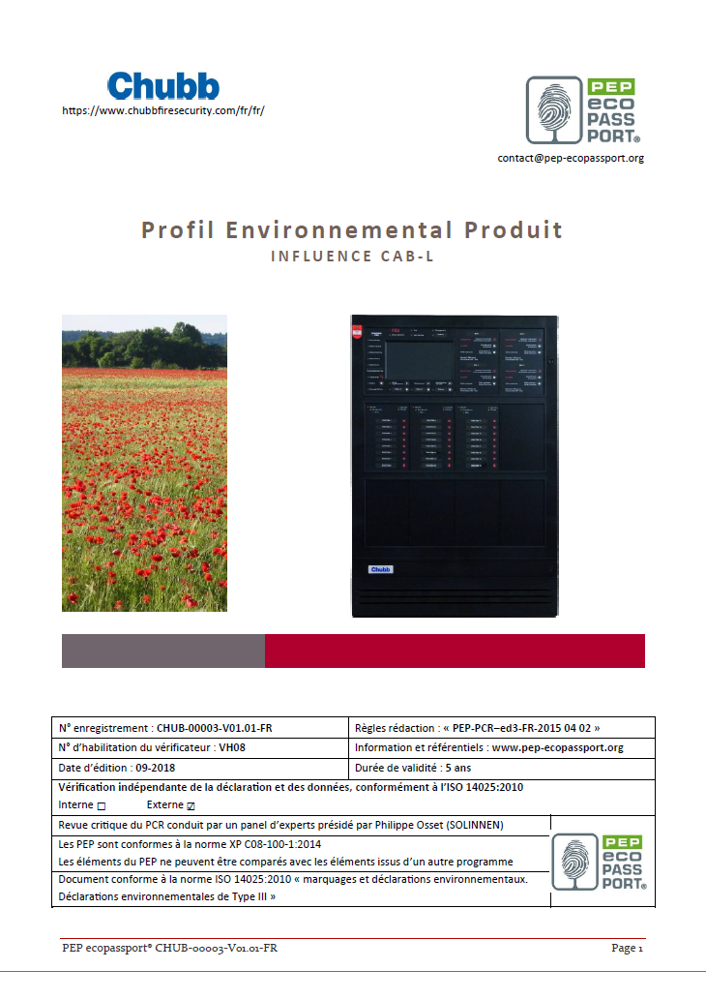 Chubb
https://www.chubbfiresecurity.com/fr/fr/
PEP
eco
PASS
PORT®
contact@pep-ecopassport.org
Profil Environnemental Produit
INFLUENCE CAB-L
Chubb
N° enregistrement : CHUB-00003-V01.01-FR
Règles rédaction : « PEP-PCR–ed3-FR-2015 04 02 »
N° d’habilitation du vérificateur : VH08
Information et référentiels : www.pep-ecopassport.org
Date d’édition : 09-2018
Durée de validité : 5 ans
Vérification indépendante de la déclaration et des données, conformément à l’ISO 14025:2010
Interne ☐ Externe ☑
Revue critique du PCR conduit par un panel d’experts présidé par Philippe Osset (SOLINNEN)
Les PEP sont conformes à la norme XP C08-100-1:2014
Les éléments du PEP ne peuvent être comparés avec les éléments issus d’un autre programme
Document conforme à la norme ISO 14025:2010 « marquages et déclarations environnementaux.
Déclarations environnementales de Type III »
PEP
eco
PASS
PORT®
PEP ecopassport® CHUB-00003-V01.01-FR
Page 1